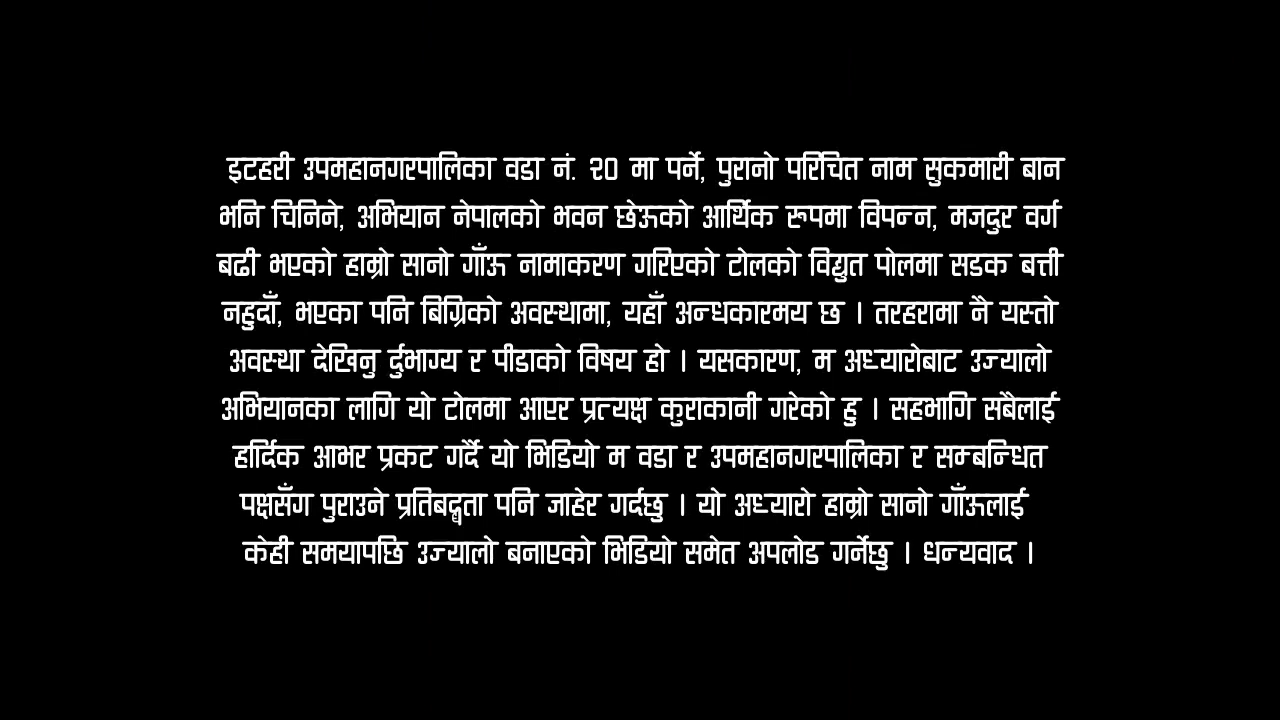 इटहरी उपमहानगरपालिका वडा नं. २० मा पर्ने, पुरानो परिचित नाम सुकमारी बान
भनि चिनिने, अभियान नेपालको भवन छेऊको आर्थिक रुपमा विपन्न, मजदुर वर्ग
बढी भएको हाम्रो सानो गाँऊ नामाकरण गरिएको टोलको विद्युत पोलमा सडक बत्ती
नहुदाँ, भएका पनि बिग्रिको अवस्थामा, यहाँ अन्धकारमय छ । तरहरामा नै यस्तो
अवस्था देखिनु र्दुभाग्य र पीडाको विषय हो । यसकारण, म अध्यारोबाट उज्यालो
अभियानका लागि यो टोलमा आएर प्रत्यक्ष कुराकानी गरेको हु । सहभागि सबैलाई
हार्दिक आभर प्रकट गर्दै यो भिडियो म वडा र उपमहानगरपालिका र सम्बन्धित
पक्षसँग पुराउने प्रतिबद्धता पनि जाहेर गर्दछु । यो अध्यारो हाम्रो सानो गाँऊलाई
केही समयापछि उज्यालो बनाएको भिडियो समेत अपलोड गर्नेछु । धन्यवाद ।